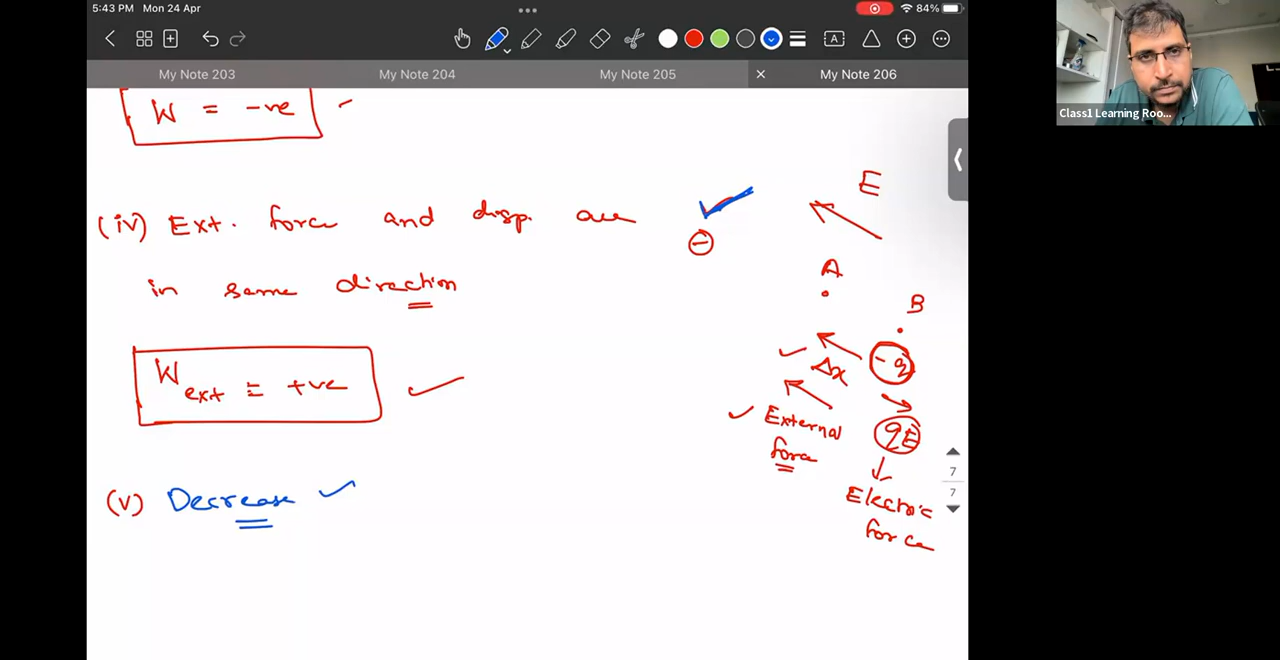 5:43 PM Mon 24 Apr
84%
My Note 203
My Note 204
My Note 205
My Note 206
Class1 Learning Roo...
W = -ve
(iv) Ext. force and disp. are
in same direction
W ext = +ve
(v) Decrease
E
A
B
-q
Δx
External
force
qE
Electric
force
7
7
A